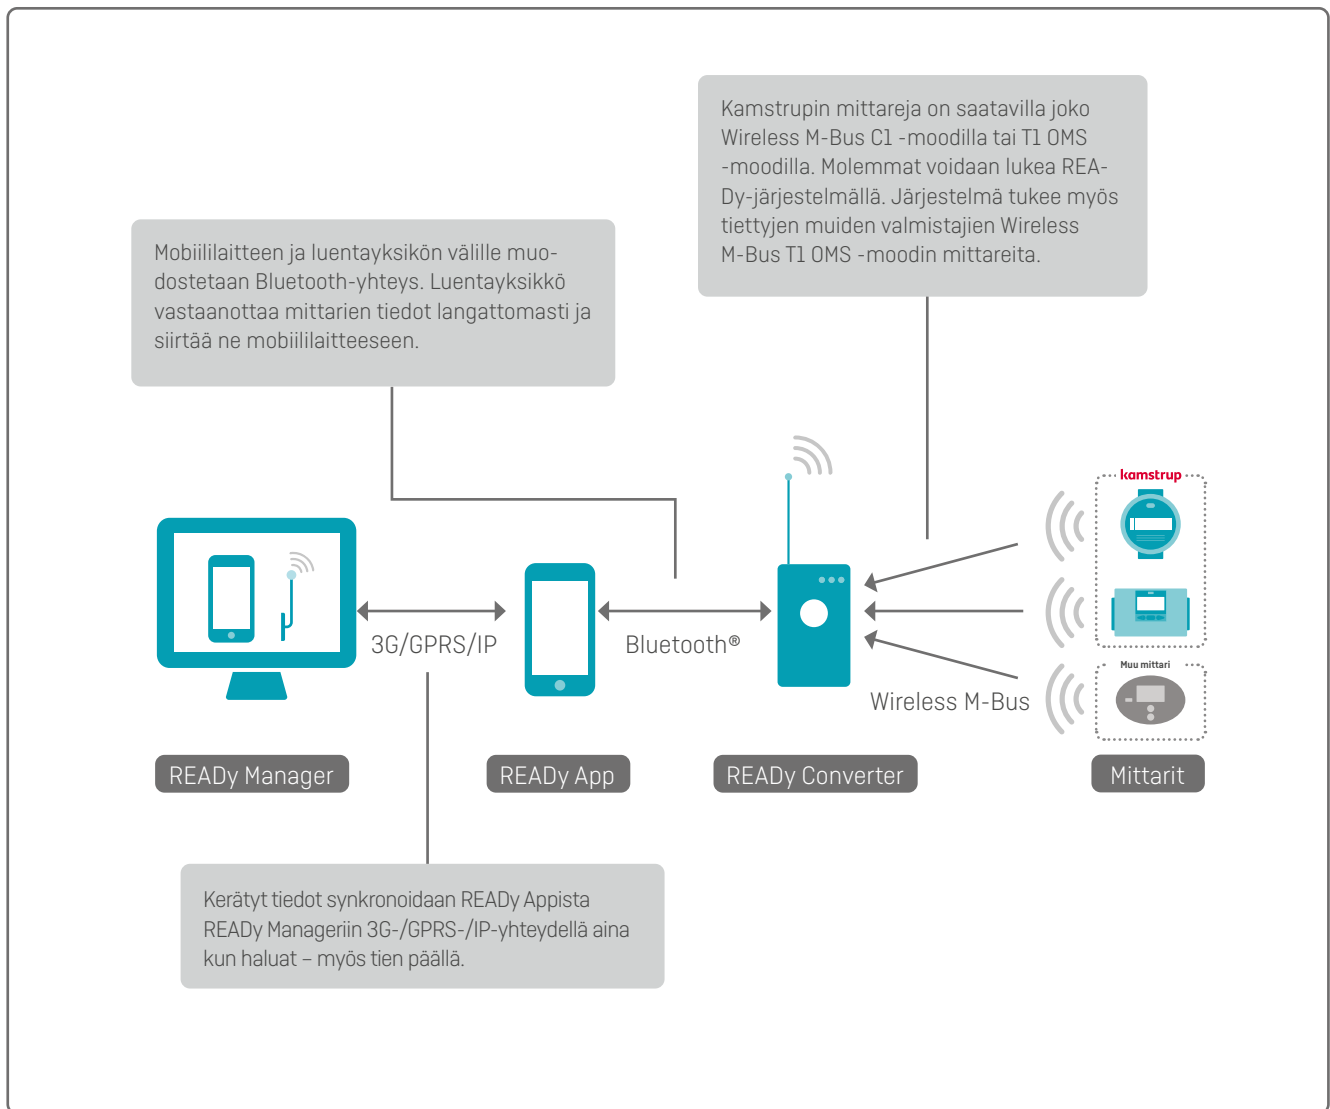 Kamstrupin mittareja on saatavilla joko
Wireless M-Bus C1 -moodilla tai T1 OMS
-moodilla. Molemmat voidaan lukea REA-
Dy-järjestelmällä. Järjestelmä tukee myös
tiettyjen muiden valmistajien Wireless
M-Bus T1 OMS -moodin mittareita.
Mobiililaitteen ja luentayksikön välille muo-
dostetaan Bluetooth-yhteys. Luentayksikkö
vastaanottaa mittarien tiedot langattomasti ja
siirtää ne mobiililaitteeseen.
kamstrup
3G/GPRS/IP
Bluetooth®
Wireless M-Bus
Muu mittari
READy Manager
READy App
READy Converter
Mittarit
Kerätyt tiedot synkronoidaan READy Appista
READy Manageriin 3G-/GPRS-/IP-yhteydellä aina
kun haluat – myös tien päällä.